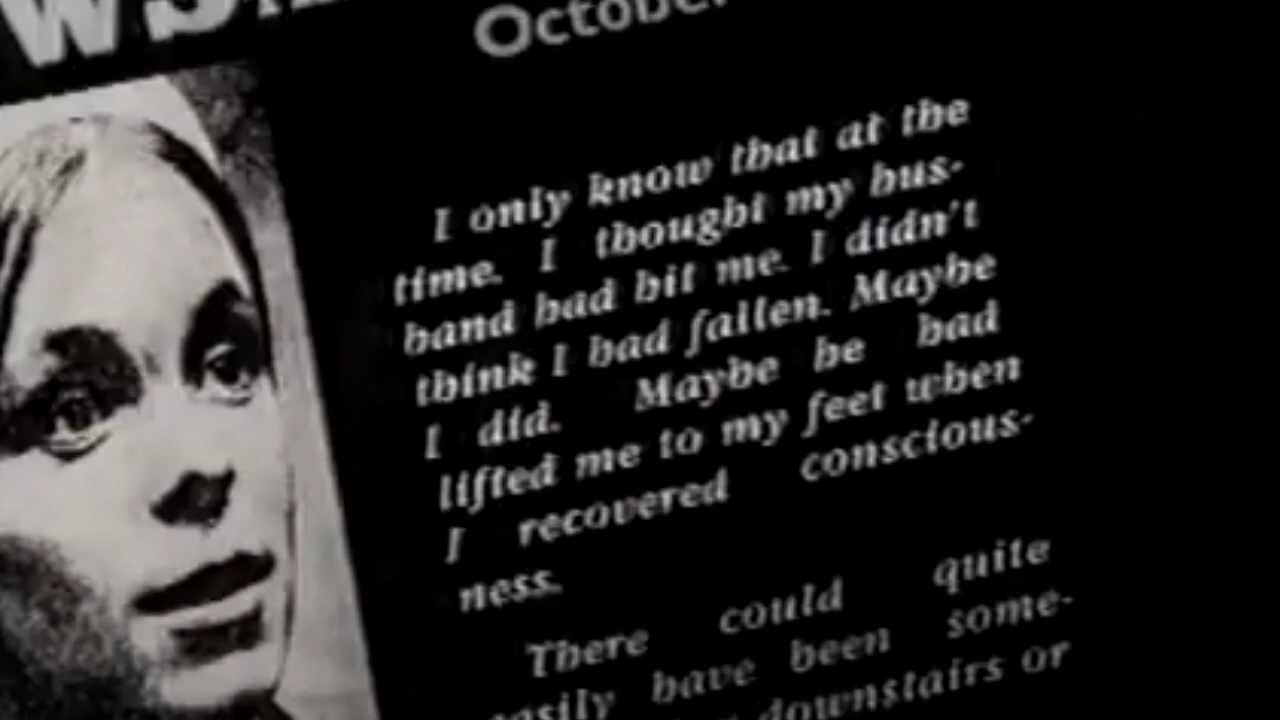 October
I only know that at the
time. I thought my hus-
band had hit me. I didn't
think I had fallen. Maybe
I did. Maybe he had
lifted me to my feet when
I recovered conscious-
ness.
There could quite
have been some-
downstairs or